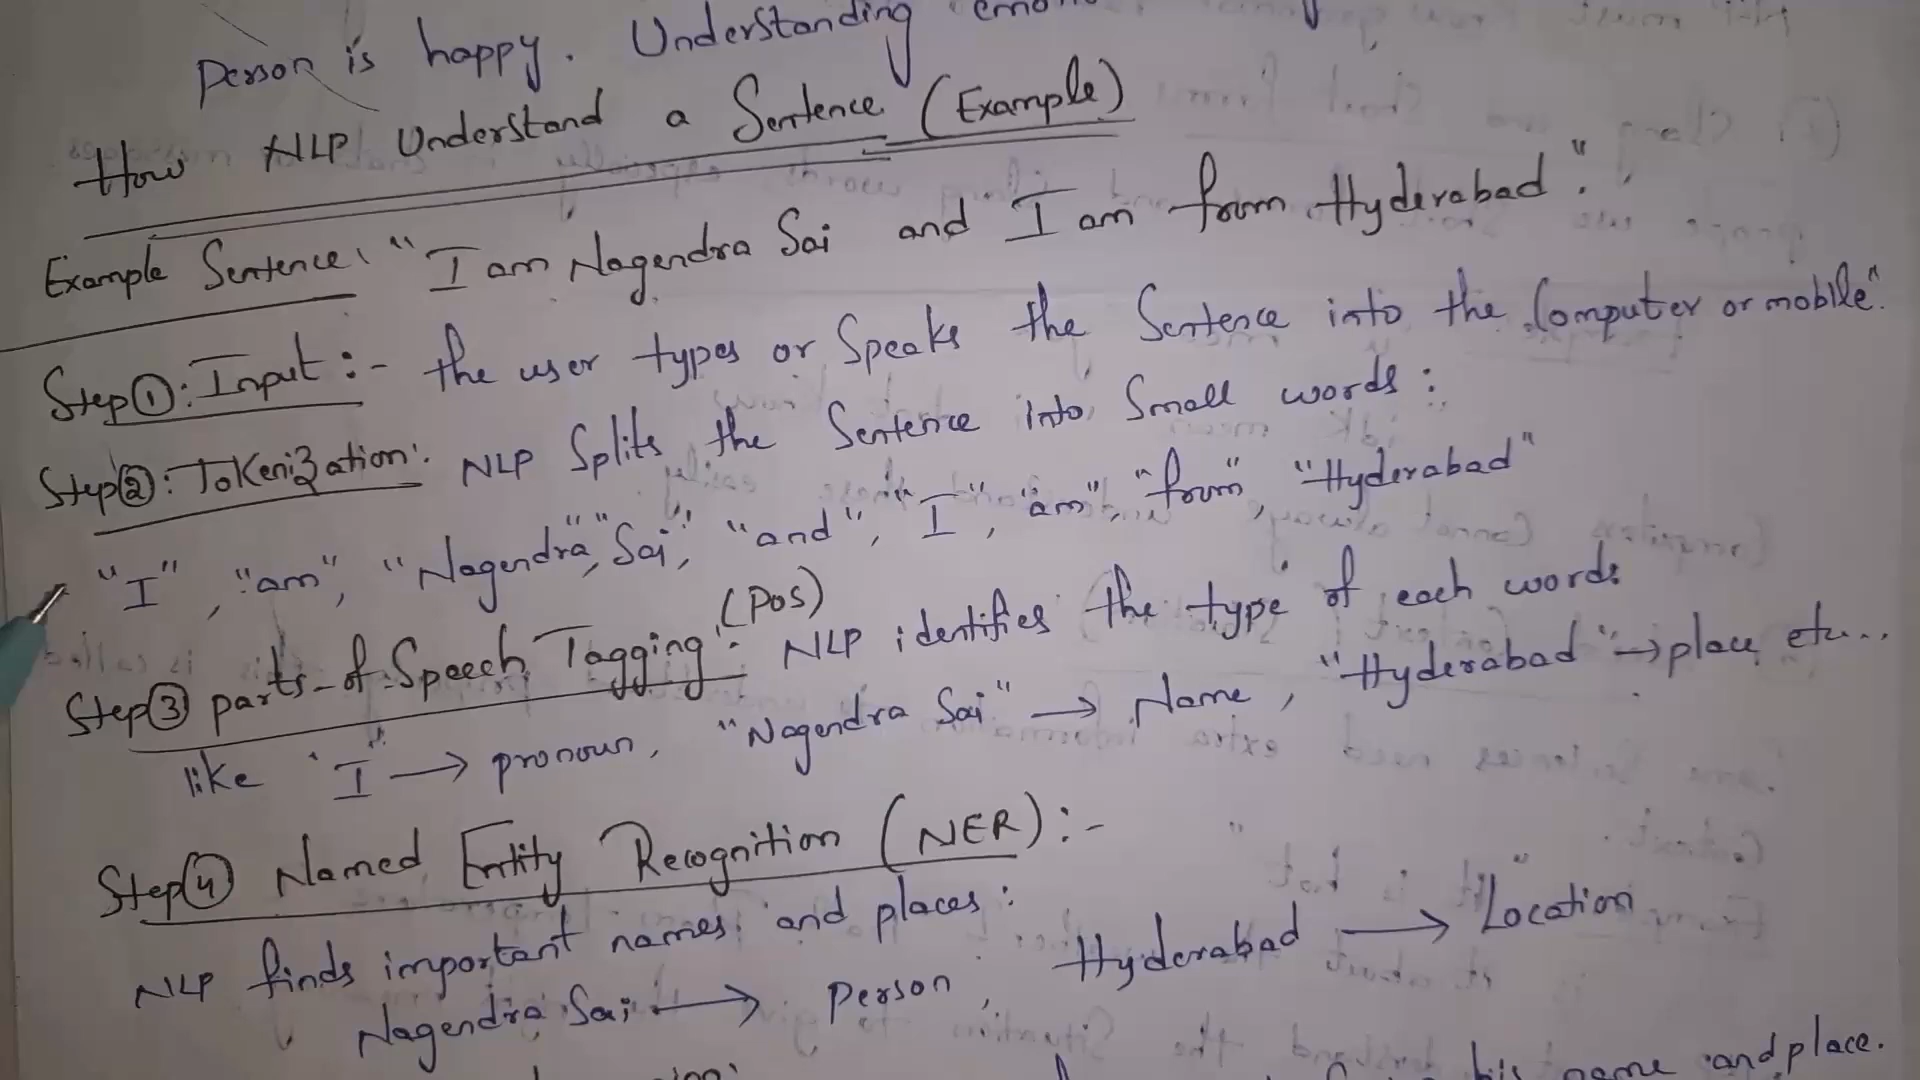 person is happy. Understanding
How NLP Understand a Sentence (Example)
Example Sentence: "I am Nagendra Sai and I am from Hyderabad".
Step①: Input:- the user types or Speaks the Sentence into the Computer or mobile".
Step②: Tokenization: NLP Splits the Sentence into Small words:
"I", "am", "Nagendra", "Sai", "and", "I", "am", "from", "Hyderabad"
Step③ parts-of-Speech Tagging: (POS) NLP identifies the type of each words
like "I" → pronoun, "Nagendra Sai" → Name, "Hyderabad" → place etc...
Step④ Named Entity Recognition (NER):-
NLP finds important names and places:
Nagendra Sai → person, Hyderabad → Location
his name and place.